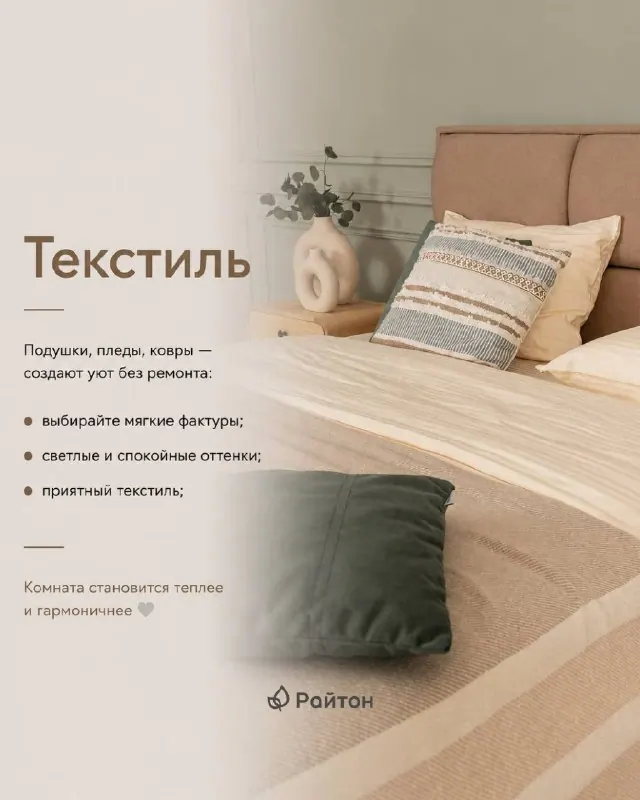 Текстиль
Подушки, пледы, ковры —
создают уют без ремонта:
• выбирайте мягкие фактуры;
• светлые и спокойные оттенки;
• приятный текстиль;
Комната становится теплее
и гармоничнее 🤍
Райтон